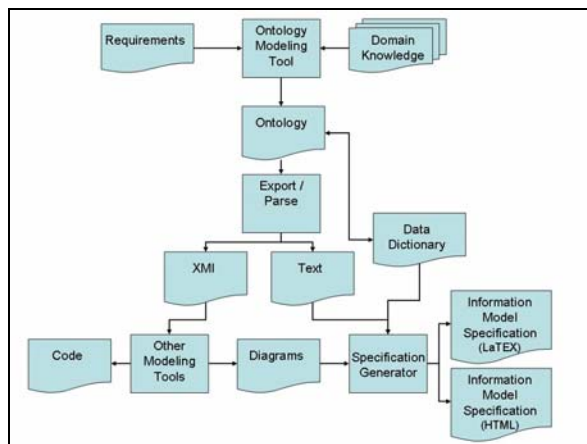 Requirements
Ontology
Modeling
Tool
Domain
Knowledge
Ontology
Export /
Parse
Data
Dictionary
XMI
Text
Information
Model
Specification
(LaTEX)
Code
Other
Modeling
Tools
Diagrams
Specification
Generator
Information
Model
Specification
(HTML)